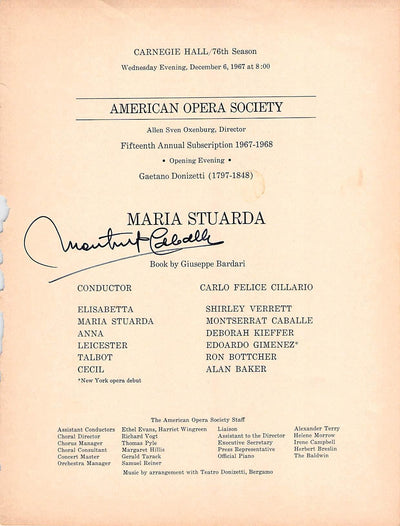 CARNEGIE HALL/76th Season
Wednesday Evening, December 6, 1967 at 8:00
AMERICAN OPERA SOCIETY
Allen Sven Oxenburg, Director
Fifteenth Annual Subscription 1967-1968
• Opening Evening •
Gaetano Donizetti (1797-1848)
MARIA STUARDA
Montserrat Caballe
Book by Giuseppe Bardari
CONDUCTOR CARLO FELICE CILLARIO
ELISABETTA SHIRLEY VERRETT
MARIA STUARDA MONTSERRAT CABALLE
ANNA DEBORAH KIEFFER
LEICESTER EDOARDO GIMENEZ*
TALBOT RON BOTTCHER
CECIL ALAN BAKER
*New York opera debut
The American Opera Society Staff
Assistant Conductors Ethel Evans, Harriet Wingreen Liaison Alexander Terry
Choral Director Richard Vogt Assistant to the Director Helene Morrow
Chorus Manager Thomas Pyle Executive Secretary Irene Campbell
Choral Consultant Margaret Hillis Press Representative Herbert Breslin
Concert Master Gerald Tarack Official Piano The Baldwin
Orchestra Manager Samuel Reiner
Music by arrangement with Teatro Donizetti, Bergamo